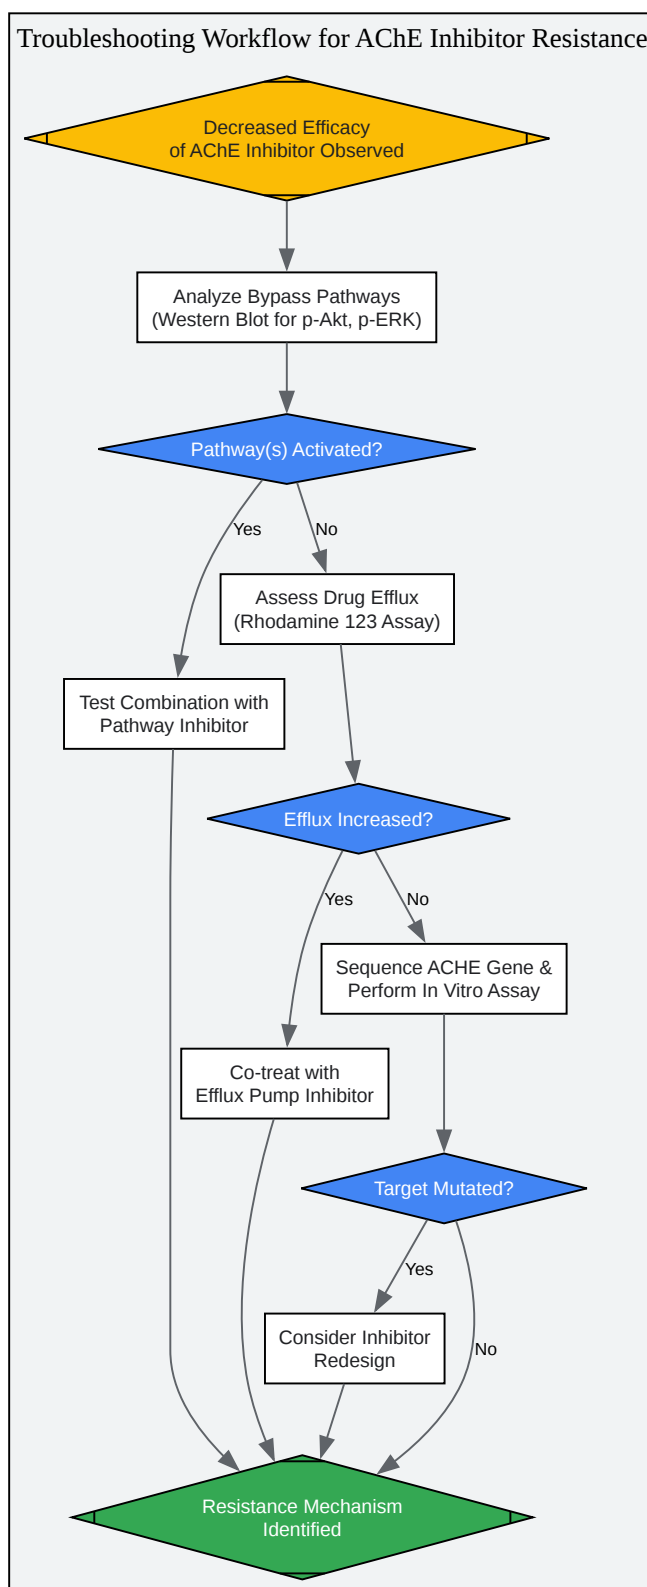 Troubleshooting Workflow for AChE Inhibitor Resistance
Decreased Efficacy
of AChE Inhibitor Observed
Analyze Bypass Pathways
(Western Blot for p-Akt, p-ERK)
Pathway(s) Activated?
Yes
No
Assess Drug Efflux
(Rhodamine 123 Assay)
Test Combination with
Pathway Inhibitor
Efflux Increased?
Yes
No
Sequence ACHE Gene &
Perform In Vitro Assay
Co-treat with
Efflux Pump Inhibitor
Target Mutated?
Yes
Consider Inhibitor
Redesign
No
Resistance Mechanism
Identified